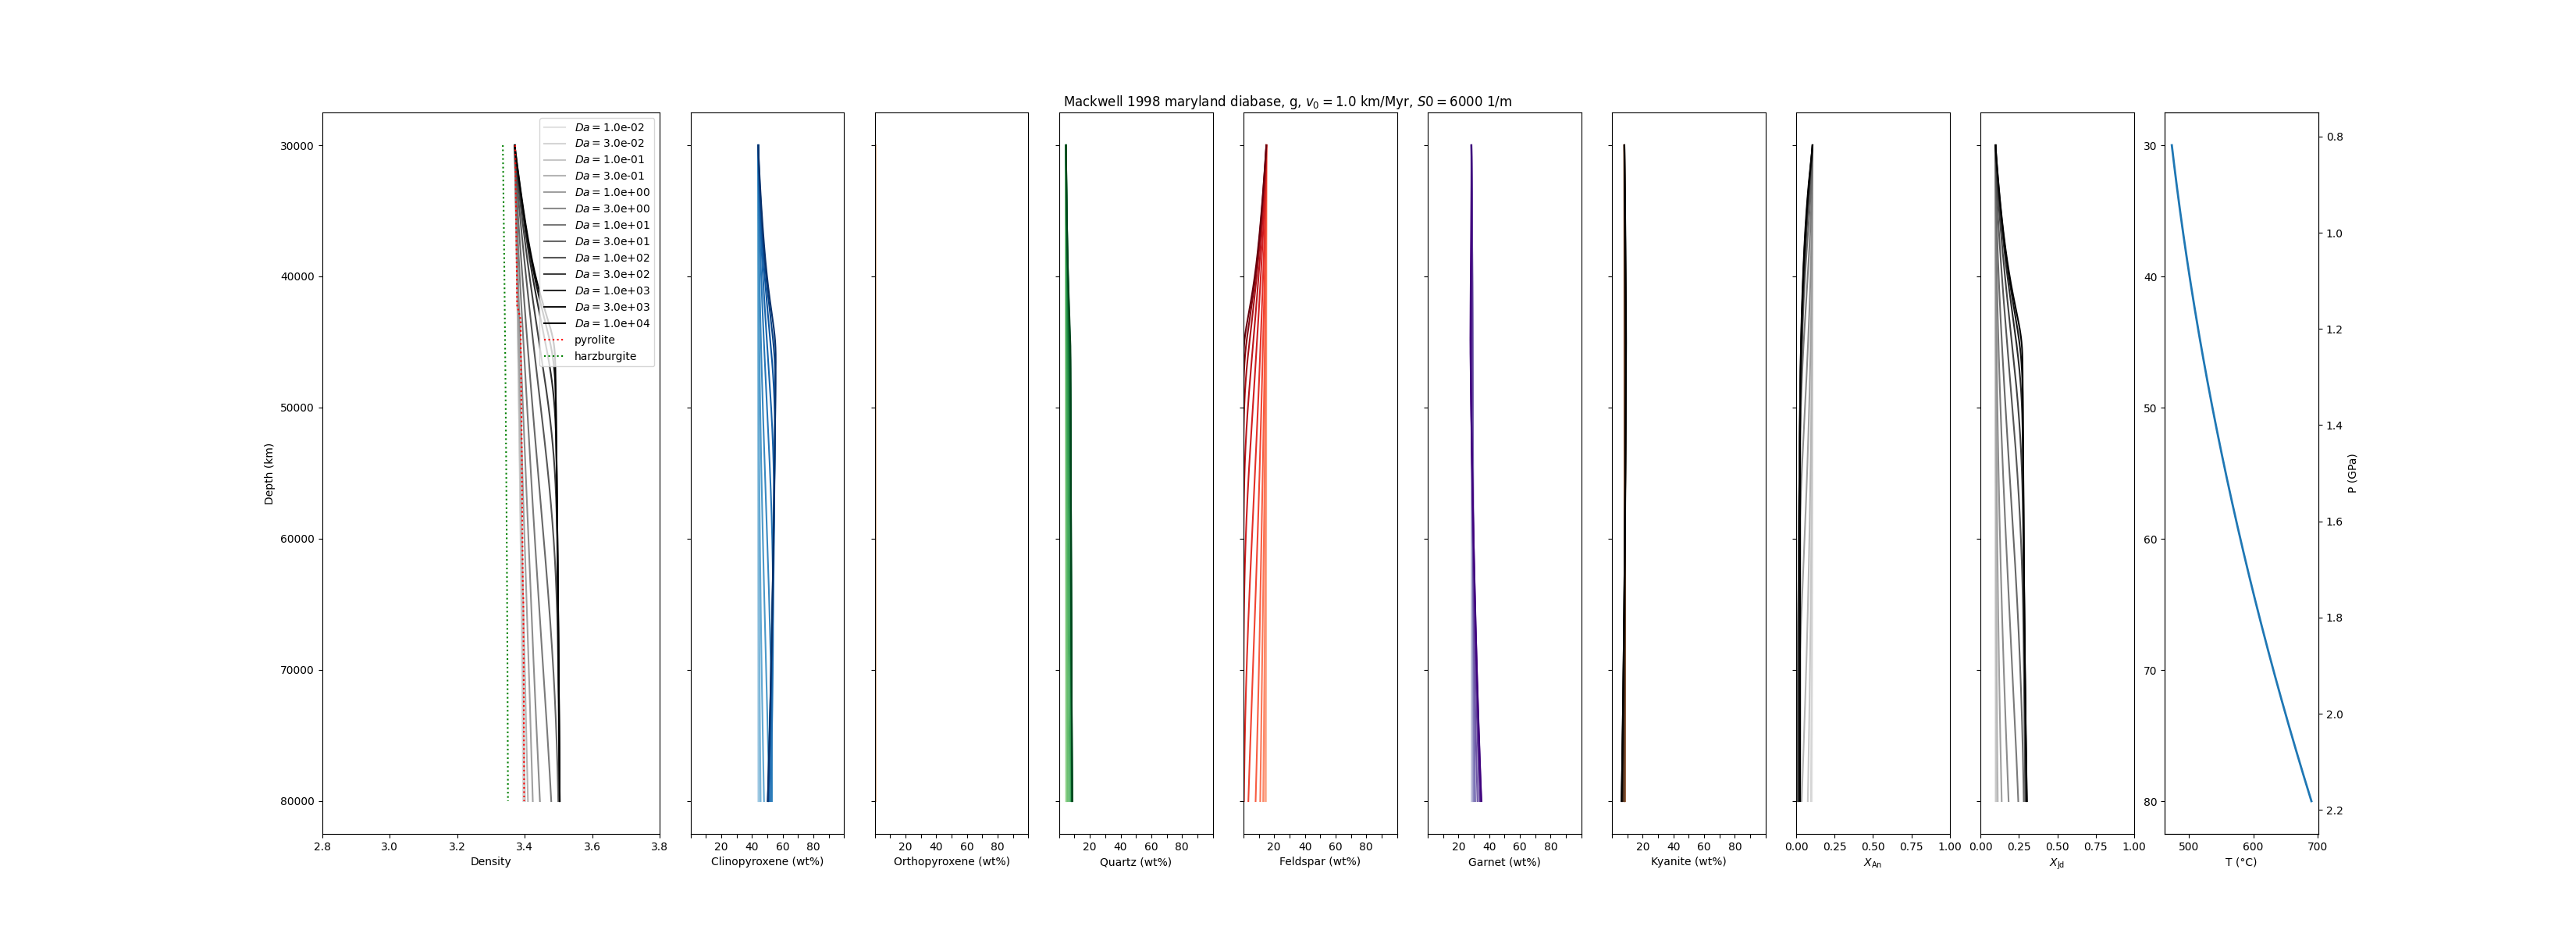 Mackwell 1998 maryland diabase, g, v₀ = 1.0 km/Myr, S0 = 6000 1/m
Da = 1.0e-02
Da = 3.0e-02
Da = 1.0e-01
Da = 3.0e-01
Da = 1.0e+00
Da = 3.0e+00
Da = 1.0e+01
Da = 3.0e+01
Da = 1.0e+02
Da = 3.0e+02
Da = 1.0e+03
Da = 3.0e+03
Da = 1.0e+04
pyrolite
harzburgite
Depth (km)
30000
40000
50000
60000
70000
80000
2.8 3.0 3.2 3.4 3.6 3.8
Density
20 40 60 80
Clinopyroxene (wt%)
20 40 60 80
Orthopyroxene (wt%)
20 40 60 80
Quartz (wt%)
20 40 60 80
Feldspar (wt%)
20 40 60 80
Garnet (wt%)
20 40 60 80
Kyanite (wt%)
0.00 0.25 0.50 0.75 1.00
X_An
0.00 0.25 0.50 0.75 1.00
X_Jd
30
40
50
60
70
80
500 600 700
T (°C)
0.8
1.0
1.2
1.4
1.6
1.8
2.0
2.2
P (GPa)